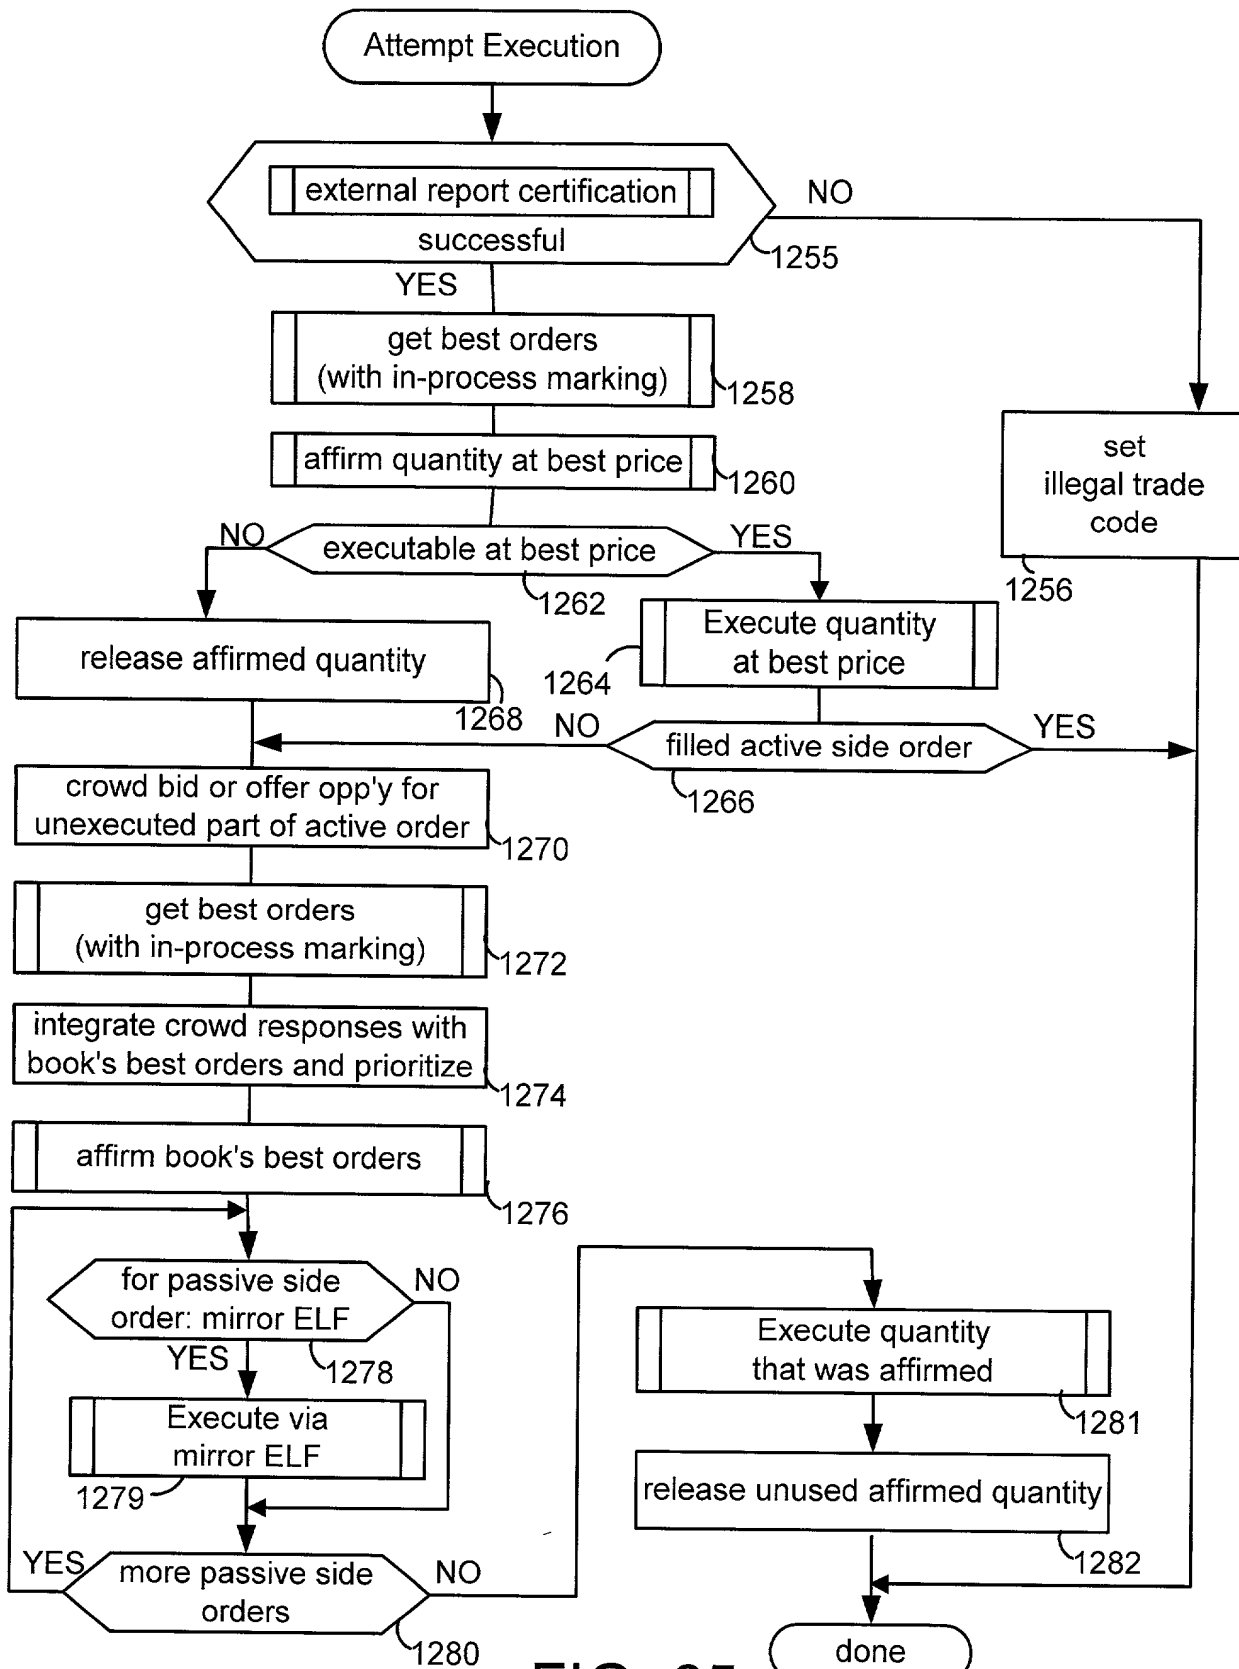 Attempt Execution
external report certification
successful
NO
1255
YES
get best orders
(with in-process marking)
1258
affirm quantity at best price
1260
set
illegal trade
code
1256
NO
executable at best price
YES
1262
Execute quantity
at best price
1264
release affirmed quantity
1268
NO
filled active side order
YES
1266
crowd bid or offer opp'y for
unexecuted part of active order
1270
get best orders
(with in-process marking)
1272
integrate crowd responses with
book's best orders and prioritize
1274
affirm book's best orders
1276
for passive side
order: mirror ELF
NO
YES
1278
Execute via
mirror ELF
1279
YES
more passive side
orders
NO
1280
Execute quantity
that was affirmed
1281
release unused affirmed quantity
1282
done